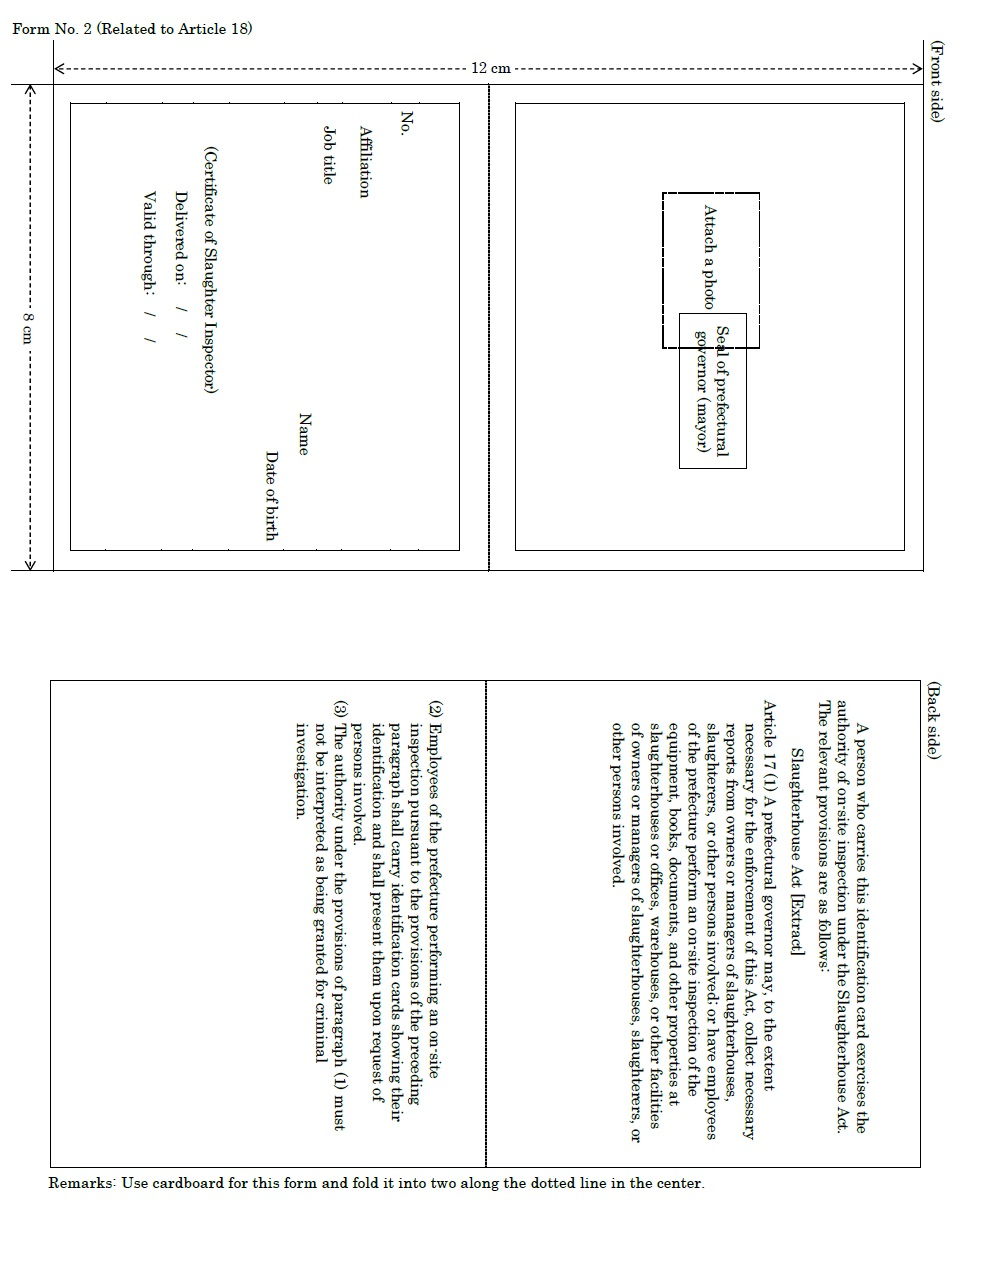 Form No. 2 (Related to Article 18)
(Front side)
12 cm
8 cm
Attach a photo
Seal of prefectural
governor (mayor)
No.
Affiliation
Job title
Name
Date of birth
(Certificate of Slaughter Inspector)
Delivered on: / /
Valid through: / /
(Back side)
A person who carries this identification card exercises the
authority of on-site inspection under the Slaughterhouse Act.
The relevant provisions are as follows:
Slaughterhouse Act [Extract]
Article 17 (1) A prefectural governor may, to the extent
necessary for the enforcement of this Act, collect necessary
reports from owners or managers of slaughterhouses,
slaughterers, or other persons involved; or have employees
of the prefecture perform an on-site inspection of the
equipment, books, documents, and other properties at
slaughterhouses or offices, warehouses, or other facilities
of owners or managers of slaughterhouses, slaughterers, or
other persons involved.
(2) Employees of the prefecture performing an on-site
inspection pursuant to the provisions of the preceding
paragraph shall carry identification cards showing their
identification and shall present them upon request of
persons involved.
(3) The authority under the provisions of paragraph (1) must
not be interpreted as being granted for criminal
investigation.
Remarks: Use cardboard for this form and fold it into two along the dotted line in the center.